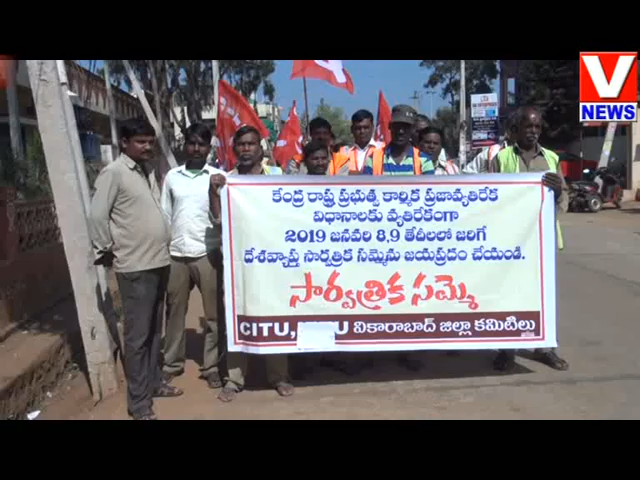 V
NEWS
కేంద్ర రాష్ట్ర ప్రభుత్వ కార్మిక ప్రజావ్యతిరేక
విధానాలకు వ్యతిరేకంగా
2019 జనవరి 8,9 తేదీలలో జరిగే
దేశవ్యాప్త సార్వత్రిక సమ్మెను జయప్రదం చేయండి.
సార్వత్రిక సమ్మె
CITU, U వికారాబాద్ జిల్లా కమిటీలు